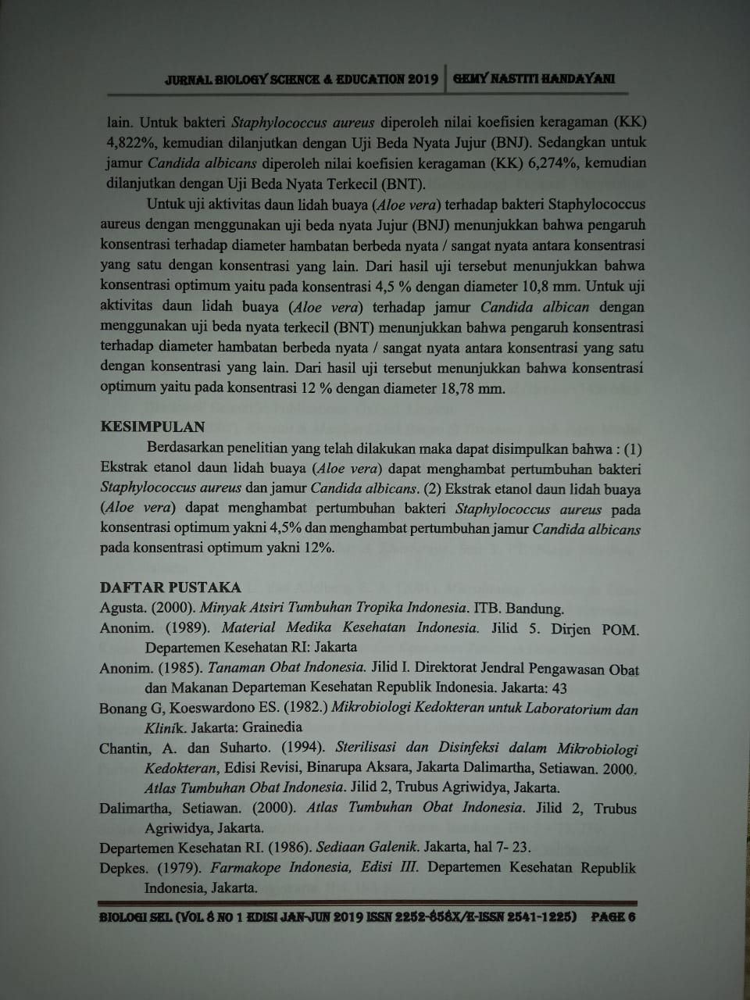 JURNAL BIOLOGY SCIENCE & EDUCATION 2019 GEMY NASTITI HANDAYANI
lain. Untuk bakteri Staphylococcus aureus diperoleh nilai koefisien keragaman (KK)
4,822%, kemudian dilanjutkan dengan Uji Beda Nyata Jujur (BNJ). Sedangkan untuk
jamur Candida albicans diperoleh nilai koefisien keragaman (KK) 6,274%, kemudian
dilanjutkan dengan Uji Beda Nyata Terkecil (BNT).
Untuk uji aktivitas daun lidah buaya (Aloe vera) terhadap bakteri Staphylococcus
aureus dengan menggunakan uji beda nyata Jujur (BNJ) menunjukkan bahwa pengaruh
konsentrasi terhadap diameter hambatan berbeda nyata / sangat nyata antara konsentrasi
yang satu dengan konsentrasi yang lain. Dari hasil uji tersebut menunjukkan bahwa
konsentrasi optimum yaitu pada konsentrasi 4,5 % dengan diameter 10,8 mm. Untuk uji
aktivitas daun lidah buaya (Aloe vera) terhadap jamur Candida albican dengan
menggunakan uji beda nyata terkecil (BNT) menunjukkan bahwa pengaruh konsentrasi
terhadap diameter hambatan berbeda nyata / sangat nyata antara konsentrasi yang satu
dengan konsentrasi yang lain. Dari hasil uji tersebut menunjukkan bahwa konsentrasi
optimum yaitu pada konsentrasi 12 % dengan diameter 18,78 mm.
KESIMPULAN
Berdasarkan penelitian yang telah dilakukan maka dapat disimpulkan bahwa : (1)
Ekstrak etanol daun lidah buaya (Aloe vera) dapat menghambat pertumbuhan bakteri
Staphylococcus aureus dan jamur Candida albicans. (2) Ekstrak etanol daun lidah buaya
(Aloe vera) dapat menghambat pertumbuhan bakteri Staphylococcus aureus pada
konsentrasi optimum yakni 4,5% dan menghambat pertumbuhan jamur Candida albicans
pada konsentrasi optimum yakni 12%.
DAFTAR PUSTAKA
Agusta. (2000). Minyak Atsiri Tumbuhan Tropika Indonesia. ITB. Bandung.
Anonim. (1989). Material Medika Kesehatan Indonesia. Jilid 5. Dirjen POM.
Departemen Kesehatan RI: Jakarta
Anonim. (1985). Tanaman Obat Indonesia. Jilid I. Direktorat Jendral Pengawasan Obat
dan Makanan Departeman Kesehatan Republik Indonesia. Jakarta: 43
Bonang G, Koeswardono ES. (1982.) Mikrobiologi Kedokteran untuk Laboratorium dan
Klinik. Jakarta: Grainedia
Chantin, A. dan Suharto. (1994). Sterilisasi dan Disinfeksi dalam Mikrobiologi
Kedokteran, Edisi Revisi, Binarupa Aksara, Jakarta Dalimartha, Setiawan. 2000.
Atlas Tumbuhan Obat Indonesia. Jilid 2, Trubus Agriwidya, Jakarta.
Dalimartha, Setiawan. (2000). Atlas Tumbuhan Obat Indonesia. Jilid 2, Trubus
Agriwidya, Jakarta.
Departemen Kesehatan RI. (1986). Sediaan Galenik. Jakarta, hal 7- 23.
Depkes. (1979). Farmakope Indonesia, Edisi III. Departemen Kesehatan Republik
Indonesia, Jakarta.
BIOLOGI SEL (VOL 8 NO 1 EDISI JAN-JUN 2019 ISSN 2252-858X/E-ISSN 2541-1225) PAGE 6